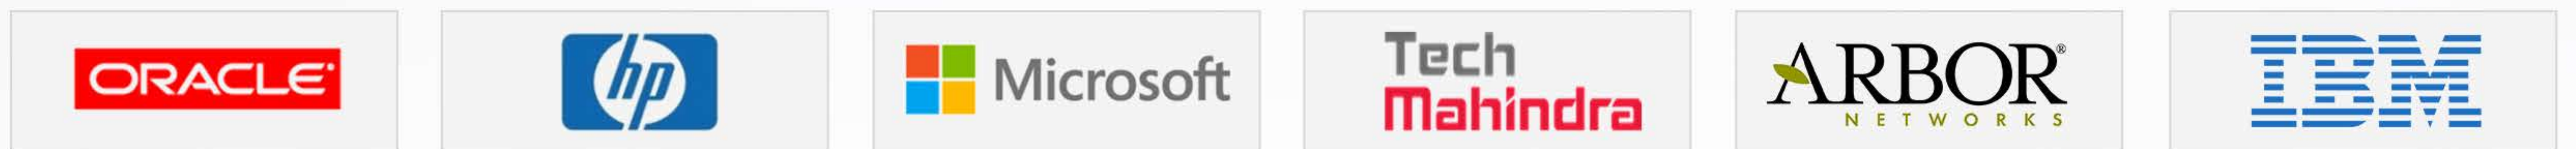 ORACLE®
hp
Microsoft
Tech
Mahindra
ARBOR®
NETWORKS
IBM